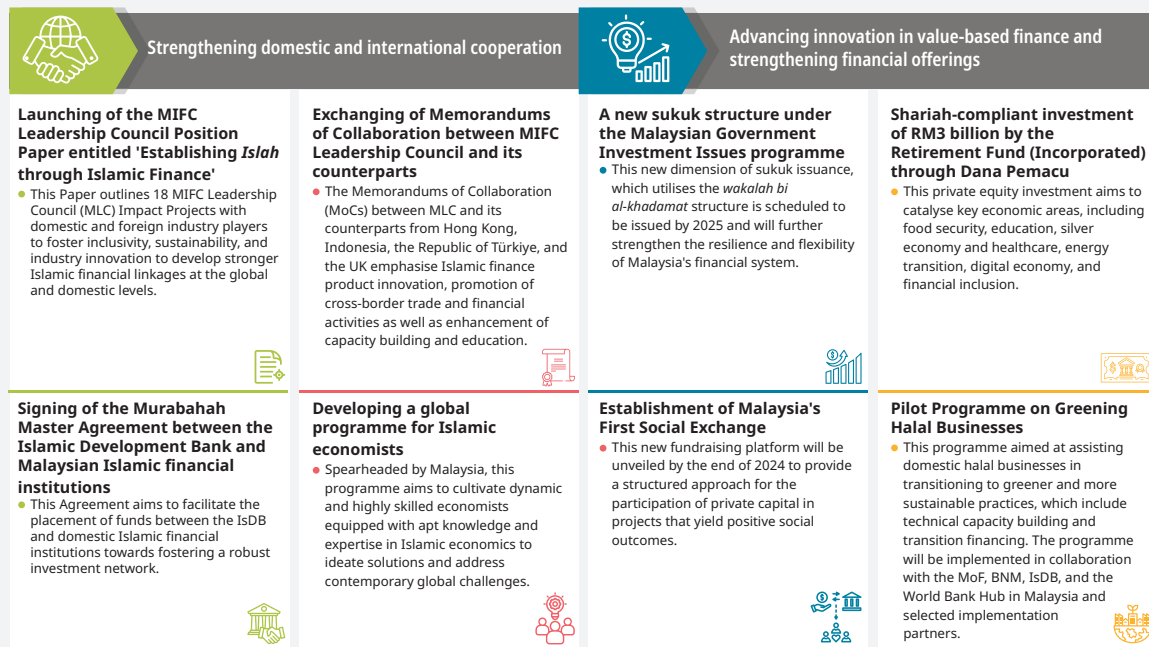 Strengthening domestic and international cooperation
Advancing innovation in value-based finance and
strengthening financial offerings
Launching of the MIFC
Leadership Council Position
Paper entitled 'Establishing Islah
through Islamic Finance'
• This Paper outlines 18 MIFC Leadership
Council (MLC) Impact Projects with
domestic and foreign industry players
to foster inclusivity, sustainability, and
industry innovation to develop stronger
Islamic financial linkages at the global
and domestic levels.
Exchanging of Memorandums
of Collaboration between MIFC
Leadership Council and its
counterparts
• The Memorandums of Collaboration
(MoCs) between MLC and its
counterparts from Hong Kong,
Indonesia, the Republic of Türkiye, and
the UK emphasise Islamic finance
product innovation, promotion of
cross-border trade and financial
activities as well as enhancement of
capacity building and education.
A new sukuk structure under
the Malaysian Government
Investment Issues programme
• This new dimension of sukuk issuance,
which utilises the wakalah bi
al-khadamat structure is scheduled to
be issued by 2025 and will further
strengthen the resilience and flexibility
of Malaysia's financial system.
Shariah-compliant investment
of RM3 billion by the
Retirement Fund (Incorporated)
through Dana Pemacu
• This private equity investment aims to
catalyse key economic areas, including
food security, education, silver
economy and healthcare, energy
transition, digital economy, and
financial inclusion.
Signing of the Murabahah
Master Agreement between the
Islamic Development Bank and
Malaysian Islamic financial
institutions
• This Agreement aims to facilitate the
placement of funds between the IsDB
and domestic Islamic financial
institutions towards fostering a robust
investment network.
Developing a global
programme for Islamic
economists
• Spearheaded by Malaysia, this
programme aims to cultivate dynamic
and highly skilled economists
equipped with apt knowledge and
expertise in Islamic economics to
ideate solutions and address
contemporary global challenges.
Establishment of Malaysia's
First Social Exchange
• This new fundraising platform will be
unveiled by the end of 2024 to provide
a structured approach for the
participation of private capital in
projects that yield positive social
outcomes.
Pilot Programme on Greening
Halal Businesses
• This programme aimed at assisting
domestic halal businesses in
transitioning to greener and more
sustainable practices, which include
technical capacity building and
transition financing. The programme
will be implemented in collaboration
with the MoF, BNM, IsDB, and the
World Bank Hub in Malaysia and
selected implementation
partners.